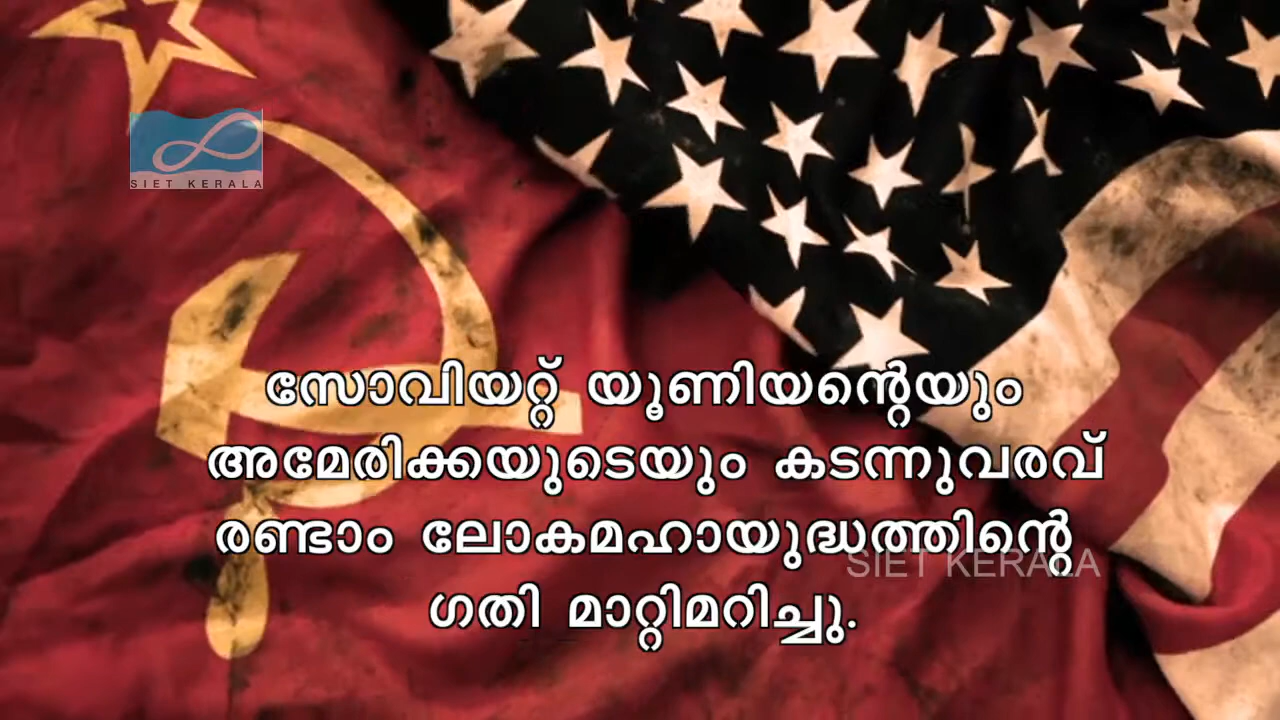 SIET KERALA
സോവിയറ്റ് യൂണിയന്റെയും
അമേരിക്കയുടെയും കടന്നുവരവ്
രണ്ടാം ലോകമഹായുദ്ധത്തിന്റെ
SIET KERALA
ഗതി മാറ്റിമറിച്ചു.